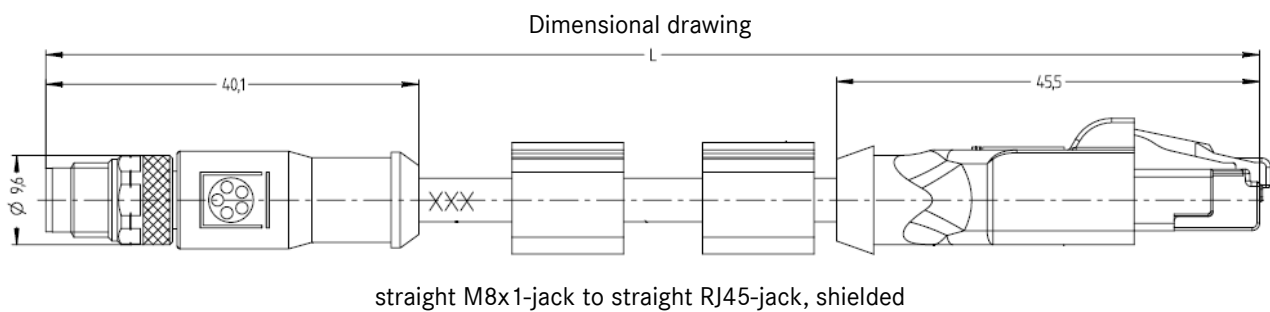 Dimensional drawing
L
40,1
45,5
Ø 9,6
XXX
straight M8x1-jack to straight RJ45-jack, shielded